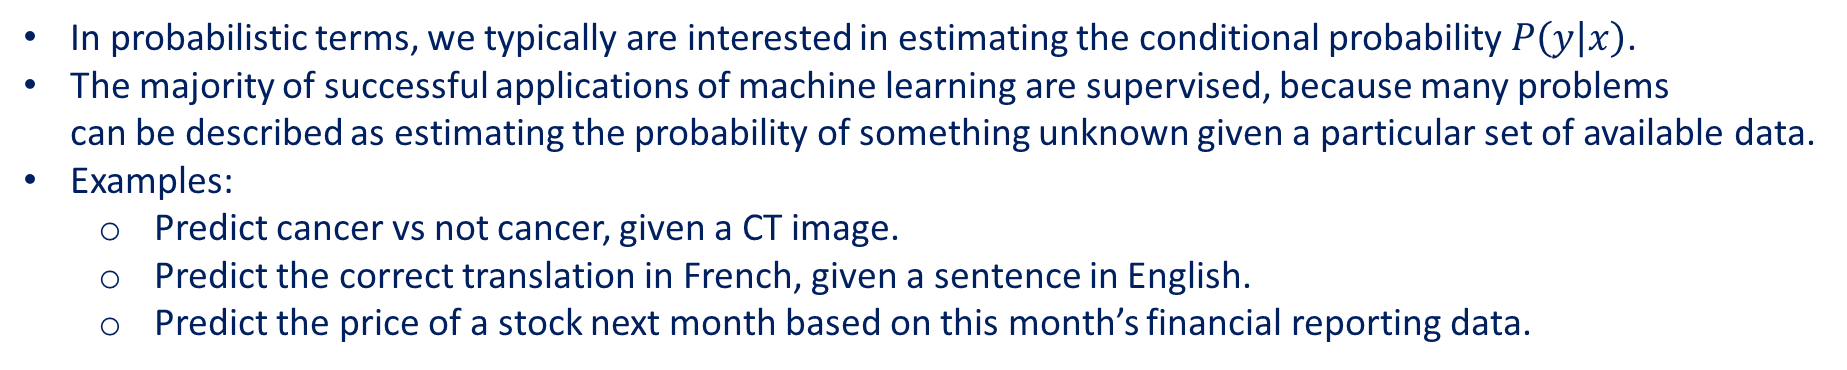 • In probabilistic terms, we typically are interested in estimating the conditional probability P(y|x).
• The majority of successful applications of machine learning are supervised, because many problems
can be described as estimating the probability of something unknown given a particular set of available data.
• Examples:
o Predict cancer vs not cancer, given a CT image.
o Predict the correct translation in French, given a sentence in English.
o Predict the price of a stock next month based on this month’s financial reporting data.